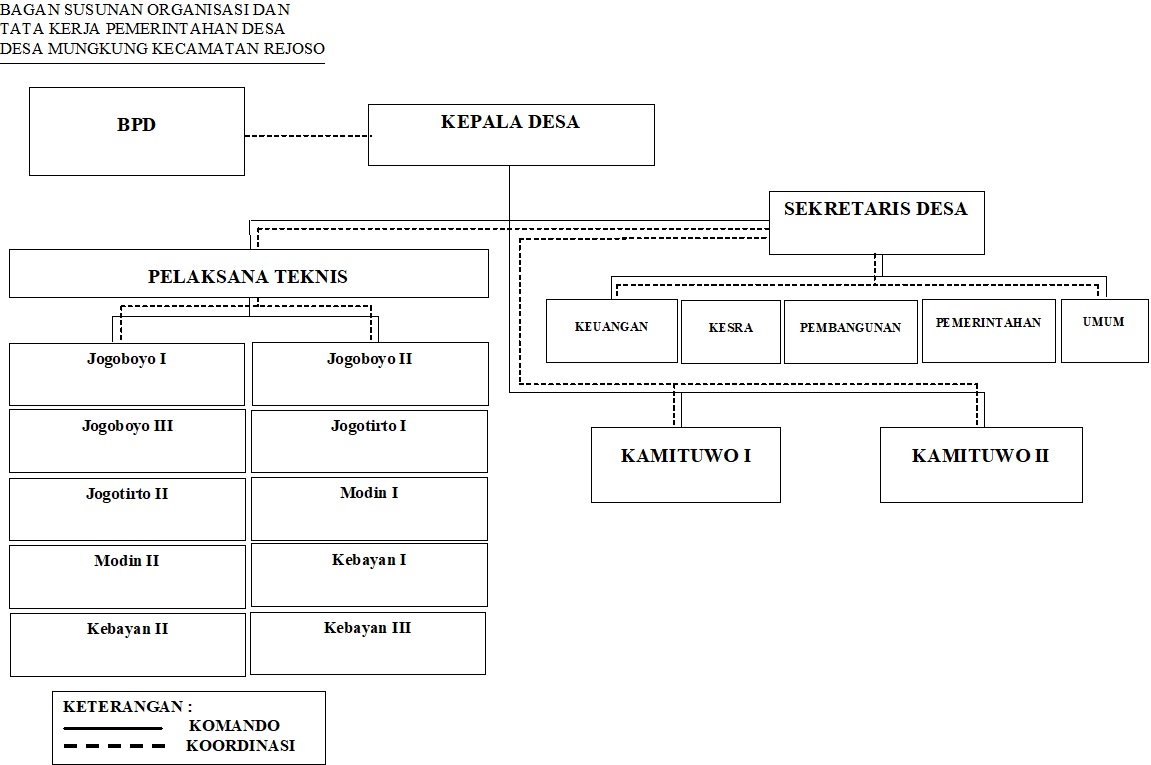 BAGAN SUSUNAN ORGANISASI DAN
TATA KERJA PEMERINTAHAN DESA
DESA MUNGKUNG KECAMATAN REJOSO
BPD
KEPALA DESA
SEKRETARIS DESA
PELAKSANA TEKNIS
KEUANGAN
KESRA
PEMBANGUNAN
PEMERINTAHAN
UMUM
Jogoboyo I
Jogoboyo II
Jogoboyo III
Jogotirto I
Jogotirto II
Modin I
Modin II
Kebayan I
Kebayan II
Kebayan III
KAMITUWO I
KAMITUWO II
KETERANGAN :
KOMANDO
KOORDINASI